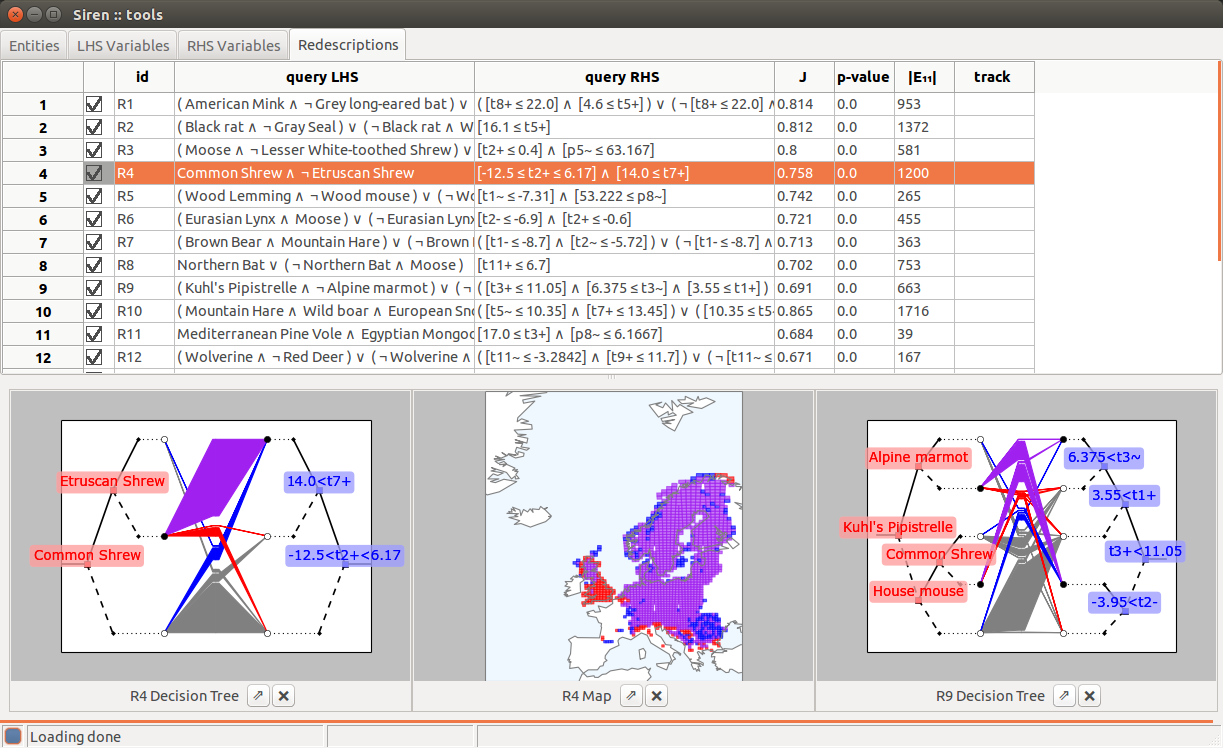 Siren :: tools
Entities LHS Variables RHS Variables Redescriptions
id query LHS query RHS J p-value |E₁₁| track
1 R1 ( American Mink ∧ ¬ Grey long-eared bat ) ∨ ( [t8+ ≤ 22.0] ∧ [4.6 ≤ t5+] ) ∨ ( ¬ [t8+ ≤ 22.0] ∧ 0.814 0.0 953
2 R2 ( Black rat ∧ ¬ Gray Seal ) ∨ ( ¬ Black rat ∧ W [16.1 ≤ t5+] 0.812 0.0 1372
3 R3 ( Moose ∧ ¬ Lesser White-toothed Shrew ) ∨ [t2+ ≤ 0.4] ∧ [p5~ ≤ 63.167] 0.8 0.0 581
4 R4 Common Shrew ∧ ¬ Etruscan Shrew [-12.5 ≤ t2+ ≤ 6.17] ∧ [14.0 ≤ t7+] 0.758 0.0 1200
5 R5 ( Wood Lemming ∧ ¬ Wood mouse ) ∨ ( ¬ Wo [t1~ ≤ -7.31] ∧ [53.222 ≤ p8~] 0.742 0.0 265
6 R6 ( Eurasian Lynx ∧ Moose ) ∨ ( ¬ Eurasian Lynx [t2- ≤ -6.9] ∧ [t2+ ≤ -0.6] 0.721 0.0 455
7 R7 ( Brown Bear ∧ Mountain Hare ) ∨ ( ¬ Brown ( [t1- ≤ -8.7] ∧ [t2~ ≤ -5.72] ) ∨ ( ¬ [t1- ≤ -8.7] ∧ 0.713 0.0 363
8 R8 Northern Bat ∨ ( ¬ Northern Bat ∧ Moose ) [t11+ ≤ 6.7] 0.702 0.0 753
9 R9 ( Kuhl's Pipistrelle ∧ ¬ Alpine marmot ) ∨ ( ¬ ( [t3+ ≤ 11.05] ∧ [6.375 ≤ t3~] ∧ [3.55 ≤ t1+] ) 0.691 0.0 663
10 R10 ( Mountain Hare ∧ Wild boar ∧ European Sno ( [t5~ ≤ 10.35] ∧ [t7+ ≤ 13.45] ) ∨ ( [10.35 ≤ t5- 0.865 0.0 1716
11 R11 Mediterranean Pine Vole ∧ Egyptian Mongoo [17.0 ≤ t3+] ∧ [p8~ ≤ 6.1667] 0.684 0.0 39
12 R12 ( Wolverine ∧ ¬ Red Deer ) ∨ ( ¬ Wolverine ∧ ( [t11~ ≤ -3.2842] ∧ [t9+ ≤ 11.7] ) ∨ ( ¬ [t11~ ≤ 0.671 0.0 167
Etruscan Shrew 14.0<t7+
Common Shrew -12.5<t2+<6.17
Alpine marmot 6.375<t3~
3.55<t1+
Kuhl's Pipistrelle
Common Shrew t3+<11.05
House mouse -3.95<t2-
R4 Decision Tree R4 Map R9 Decision Tree
Loading done